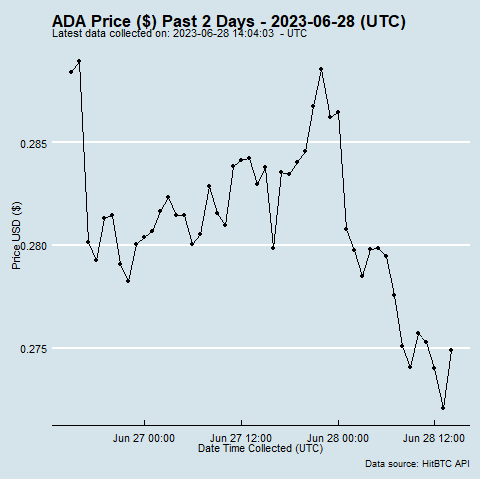 ADA Price ($) Past 2 Days - 2023-06-28 (UTC)
Latest data collected on: 2023-06-28 14:04:03 - UTC
0.285
0.280
0.275
Price USD ($)
Jun 27 00:00 Jun 27 12:00 Jun 28 00:00 Jun 28 12:00
Date Time Collected (UTC)
Data source: HitBTC API